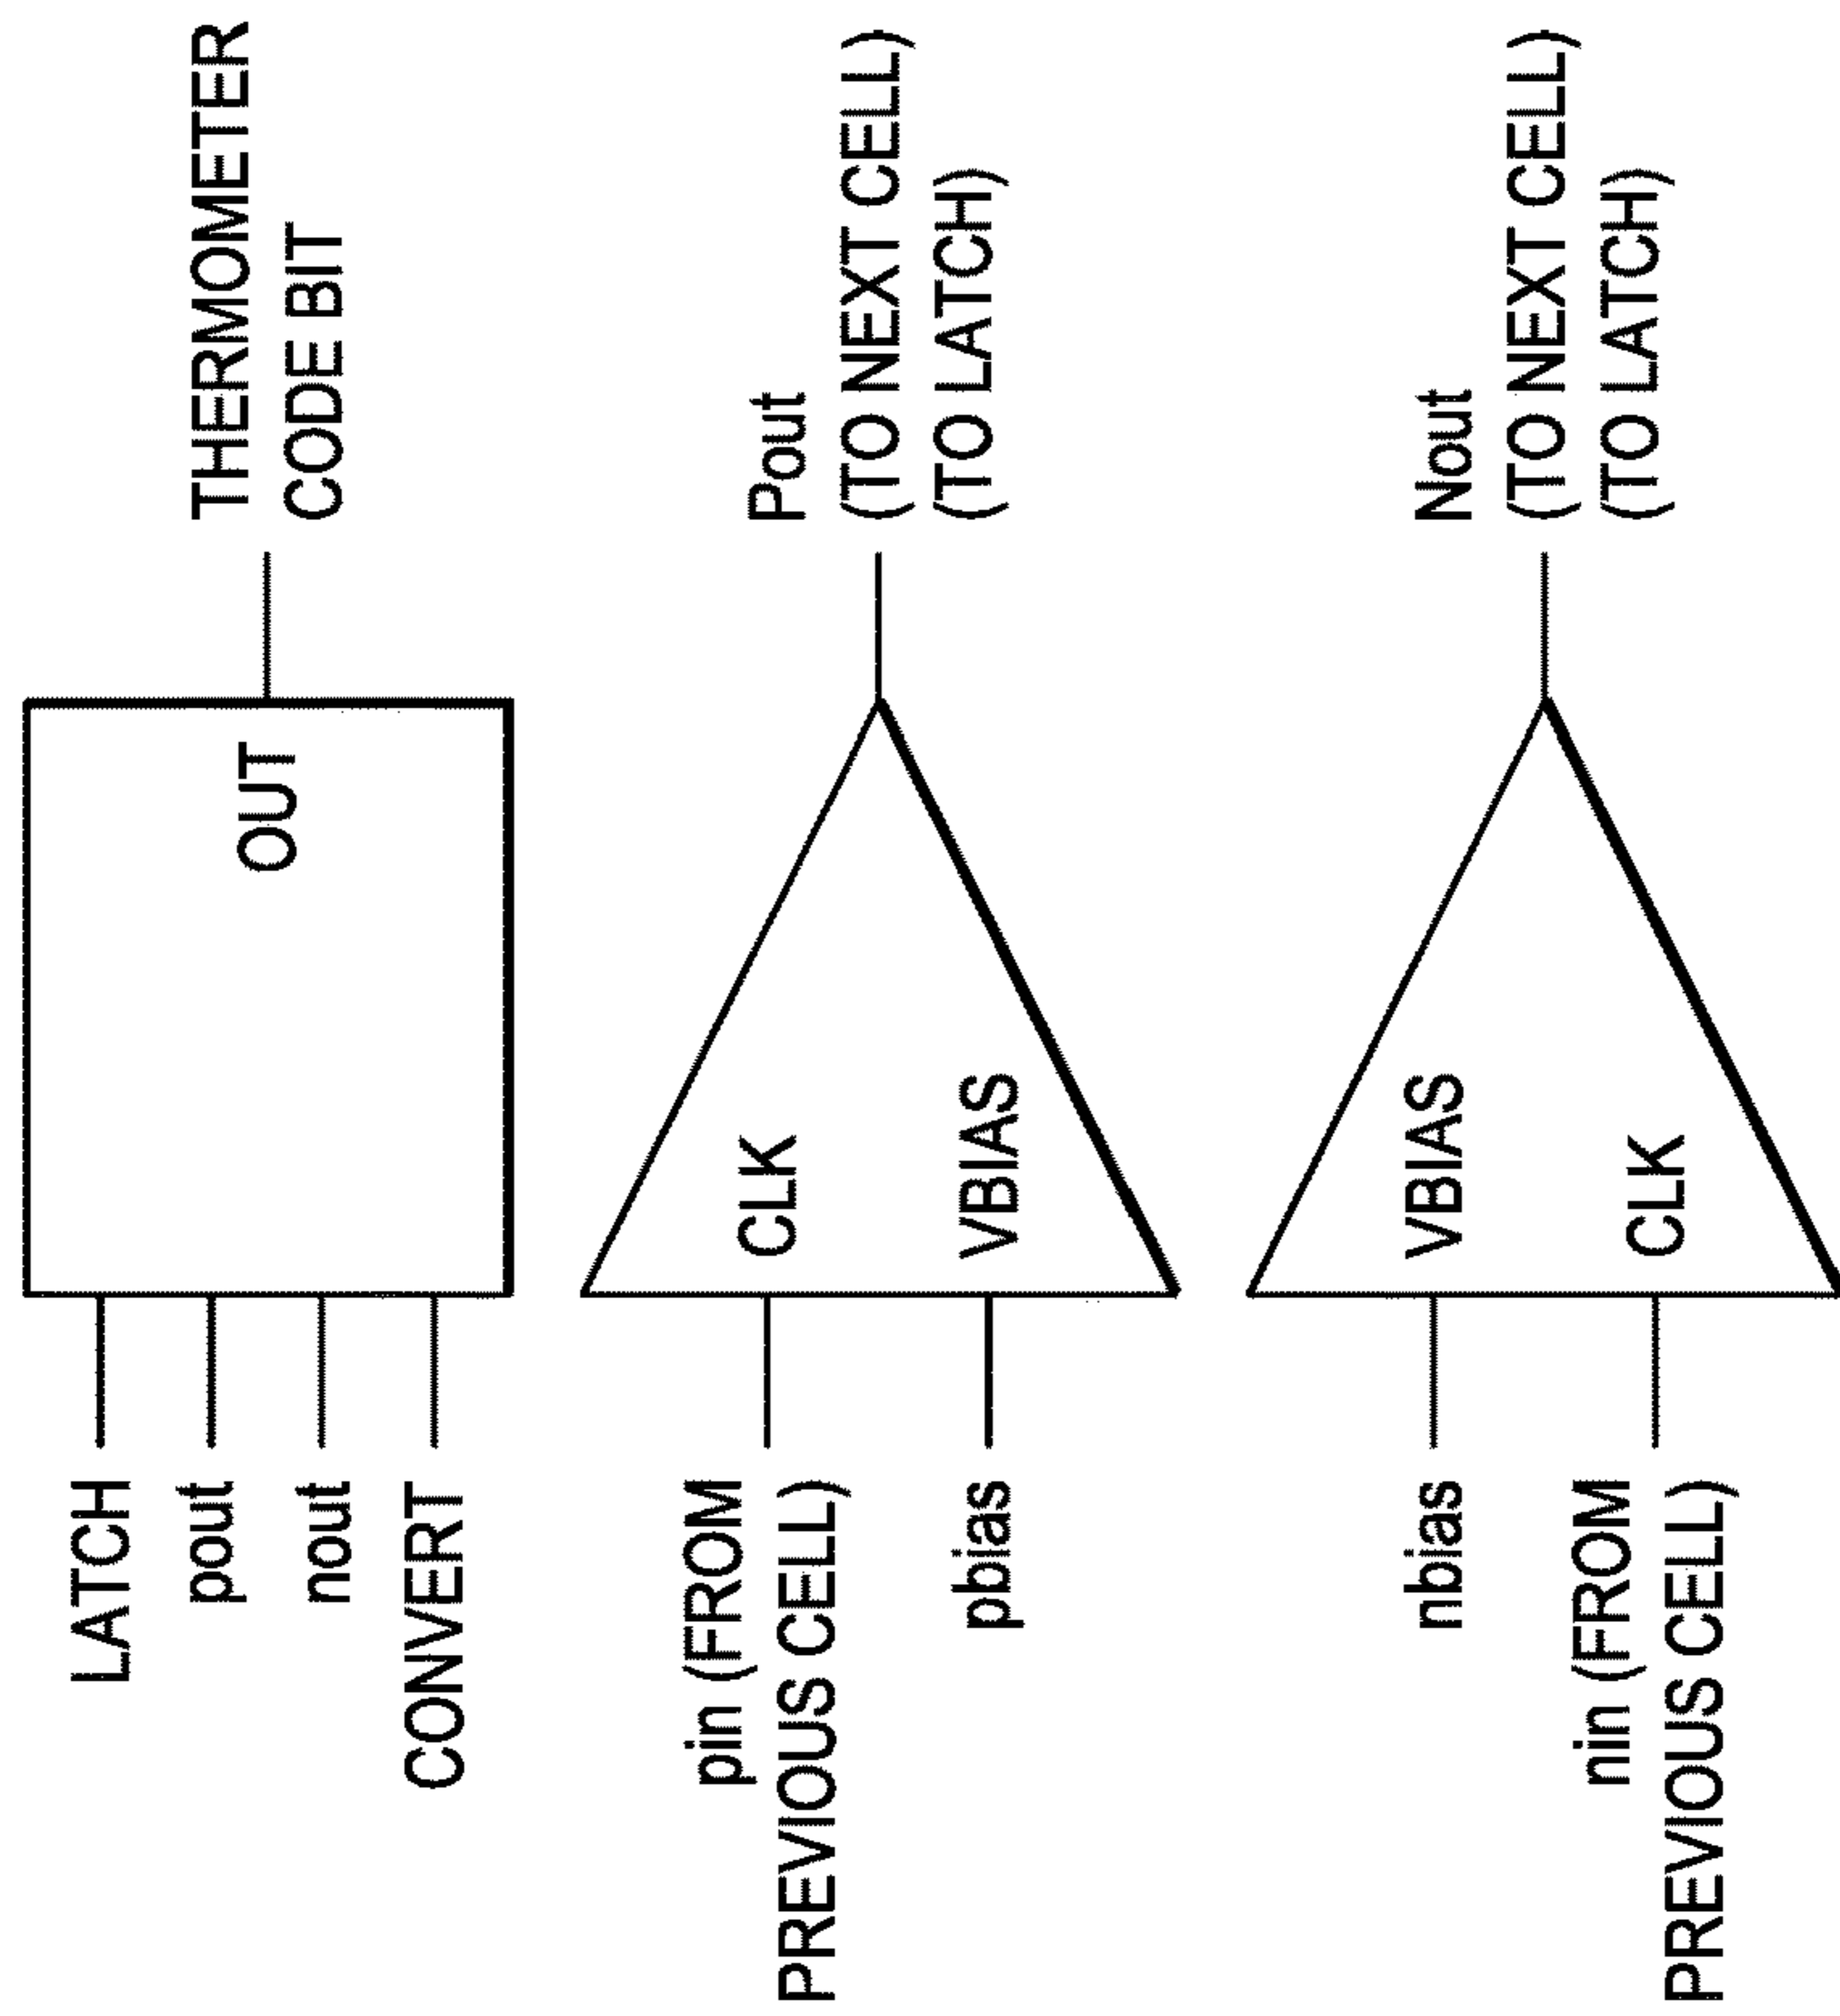 LATCH
pout
nout
CONVERT
OUT
THERMOMETER
CODE BIT
pin (FROM
PREVIOUS CELL)
pbias
CLK
VBIAS
Pout
(TO NEXT CELL)
(TO LATCH)
nbias
nin (FROM
PREVIOUS CELL)
VBIAS
CLK
Nout
(TO NEXT CELL)
(TO LATCH)